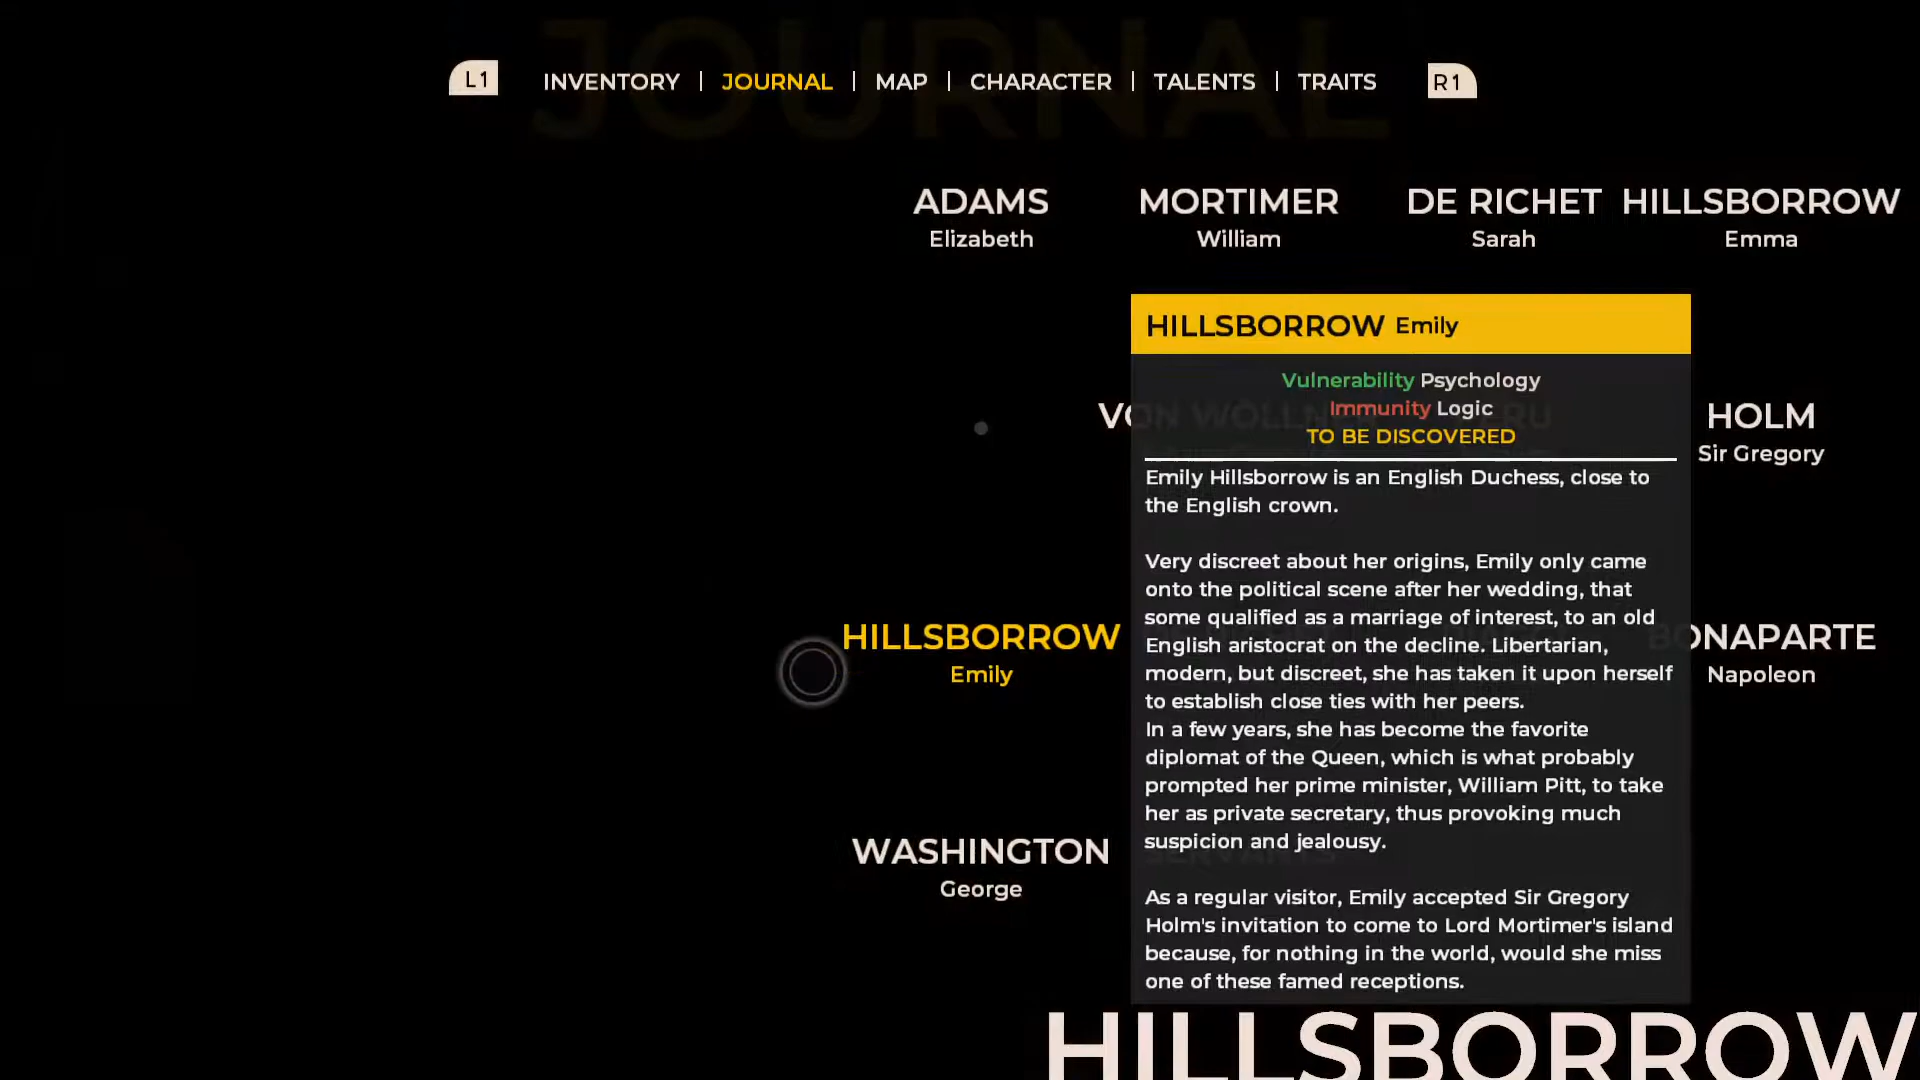 JOURNAL
L1 INVENTORY | JOURNAL | MAP | CHARACTER | TALENTS | TRAITS R1
ADAMS MORTIMER DE RICHET HILLSBORROW
Elizabeth William Sarah Emma
HILLSBORROW Emily
Vulnerability Psychology
Immunity Logic
TO BE DISCOVERED
VON WÖLLNER
HOLM
Sir Gregory
Emily Hillsborrow is an English Duchess, close to
the English crown.
Very discreet about her origins, Emily only came
onto the political scene after her wedding, that
some qualified as a marriage of interest, to an old
English aristocrat on the decline. Libertarian,
modern, but discreet, she has taken it upon herself
to establish close ties with her peers.
In a few years, she has become the favorite
diplomat of the Queen, which is what probably
prompted her prime minister, William Pitt, to take
her as private secretary, thus provoking much
suspicion and jealousy.
As a regular visitor, Emily accepted Sir Gregory
Holm's invitation to come to Lord Mortimer's island
because, for nothing in the world, would she miss
one of these famed receptions.
HILLSBORROW
Emily
BONAPARTE
Napoleon
WASHINGTON
George
SERVANTS
HILLSBORROW